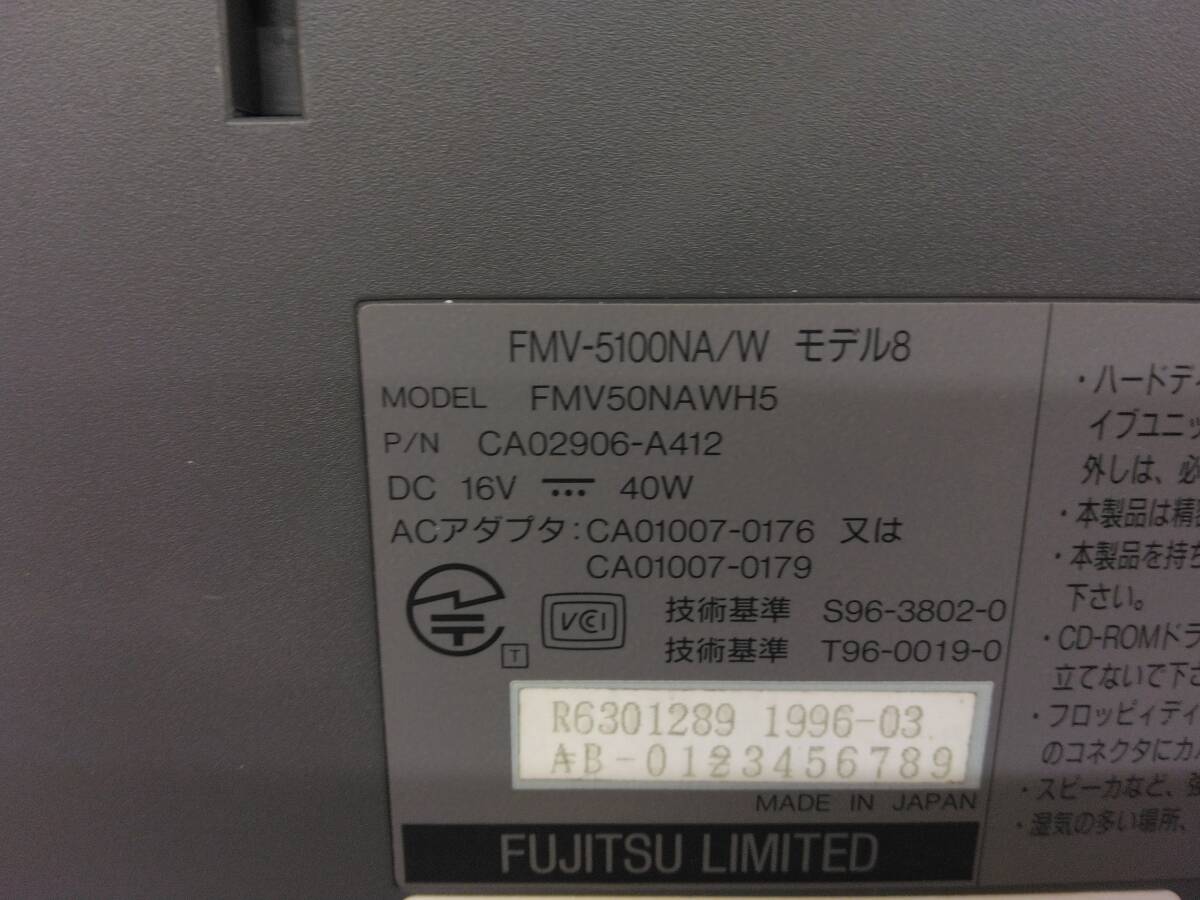 FMV-5100NA/W モデル8
MODEL FMV50NAWH5
P/N CA02906-A412
DC 16V 40W
ACアダプタ:CA01007-0176 又は
CA01007-0179
技術基準 S96-3802-0
技術基準 T96-0019-0
T
VCI
R6301289 1996-03
AB-0123456789
MADE IN JAPAN
FUJITSU LIMITED
・ハードディ
イブユニッ
外しは、必
・本製品は精
・本製品を持ち
下さい。
・CD-ROMドラ
立てないで下さ
・フロッピィディ
のコネクタにカ
・スピーカなど、強
・湿気の多い場所、